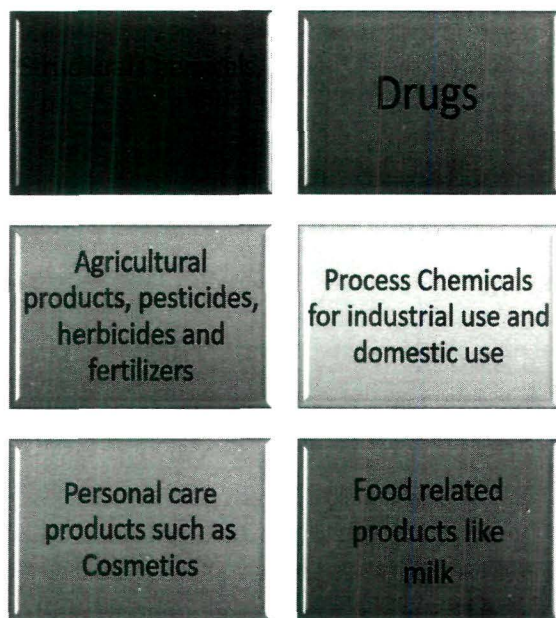 Drugs
Agricultural
products, pesticides,
herbicides and
fertilizers
Process Chemicals
for industrial use and
domestic use
Personal care
products such as
Cosmetics
Food related
products like
milk